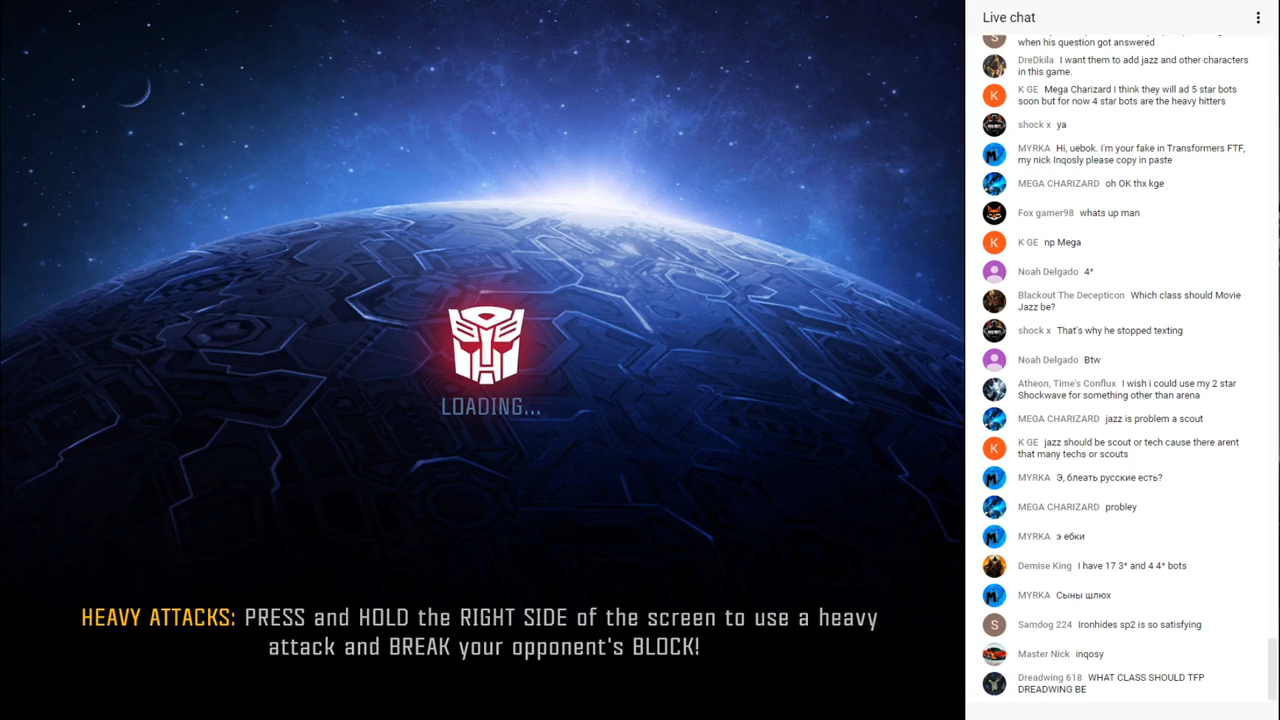 LOADING...
HEAVY ATTACKS: PRESS and HOLD the RIGHT SIDE of the screen to use a heavy
attack and BREAK your opponent's BLOCK!
Live chat
S
when his question got answered
DreDkila I want them to add jazz and other characters
in this game.
K
K GE Mega Charizard I think they will ad 5 star bots
soon but for now 4 star bots are the heavy hitters
shock x ya
MYRKA Hi, uebok. I'm your fake in Transformers FTF,
my nick Inqosly please copy in paste
MEGA CHARIZARD oh OK thx kge
Fox gamer98 whats up man
K
K GE np Mega
Noah Delgado 4*
Blackout The Decepticon Which class should Movie
Jazz be?
shock x That's why he stopped texting
Noah Delgado Btw
Atheon, Time's Conflux I wish i could use my 2 star
Shockwave for something other than arena
MEGA CHARIZARD jazz is problem a scout
K
K GE jazz should be scout or tech cause there arent
that many techs or scouts
MYRKA Э, блеать русские есть?
MEGA CHARIZARD probley
MYRKA э ебки
Demise King I have 17 3* and 4 4* bots
MYRKA Сыны шлюх
S
Samdog 224 Ironhides sp2 is so satisfying
Master Nick inqosy
Dreadwing 618 WHAT CLASS SHOULD TFP
DREADWING BE